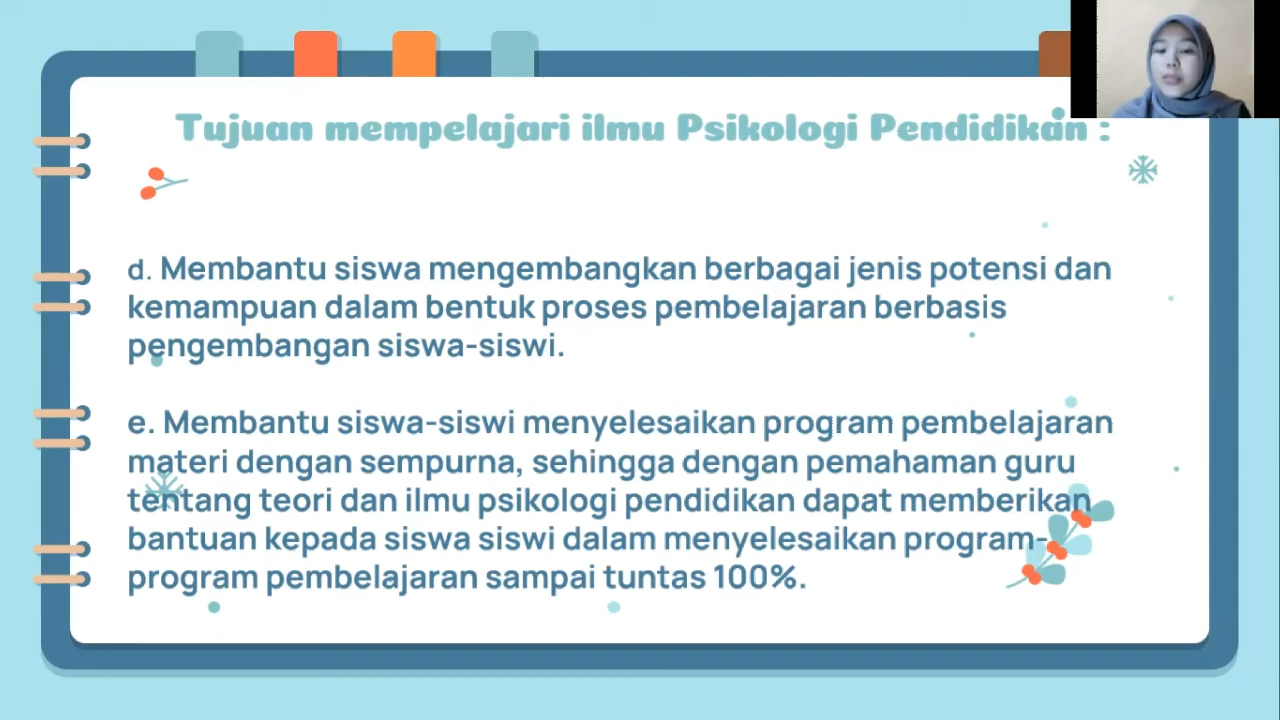 Tujuan mempelajari ilmu Psikologi Pendidikan :
d. Membantu siswa mengembangkan berbagai jenis potensi dan
kemampuan dalam bentuk proses pembelajaran berbasis
pengembangan siswa-siswi.
e. Membantu siswa-siswi menyelesaikan program pembelajaran
materi dengan sempurna, sehingga dengan pemahaman guru
tentang teori dan ilmu psikologi pendidikan dapat memberikan
bantuan kepada siswa siswi dalam menyelesaikan program-
program pembelajaran sampai tuntas 100%.